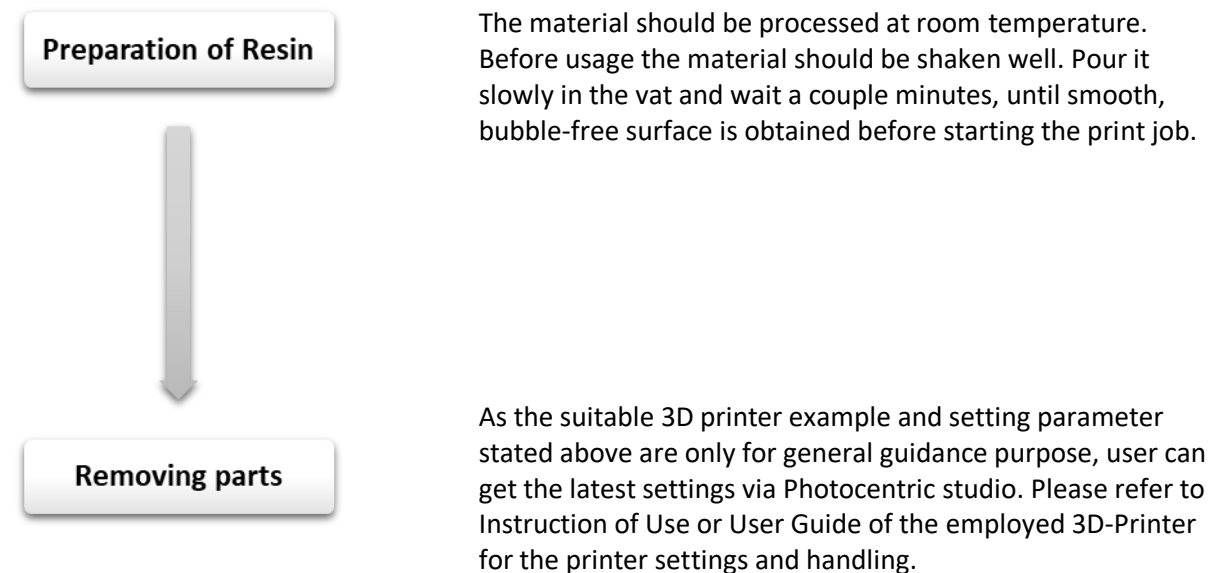 Preparation of Resin
The material should be processed at room temperature.
Before usage the material should be shaken well. Pour it
slowly in the vat and wait a couple minutes, until smooth,
bubble-free surface is obtained before starting the print job.
Removing parts
As the suitable 3D printer example and setting parameter
stated above are only for general guidance purpose, user can
get the latest settings via Photocentric studio. Please refer to
Instruction of Use or User Guide of the employed 3D-Printer
for the printer settings and handling.